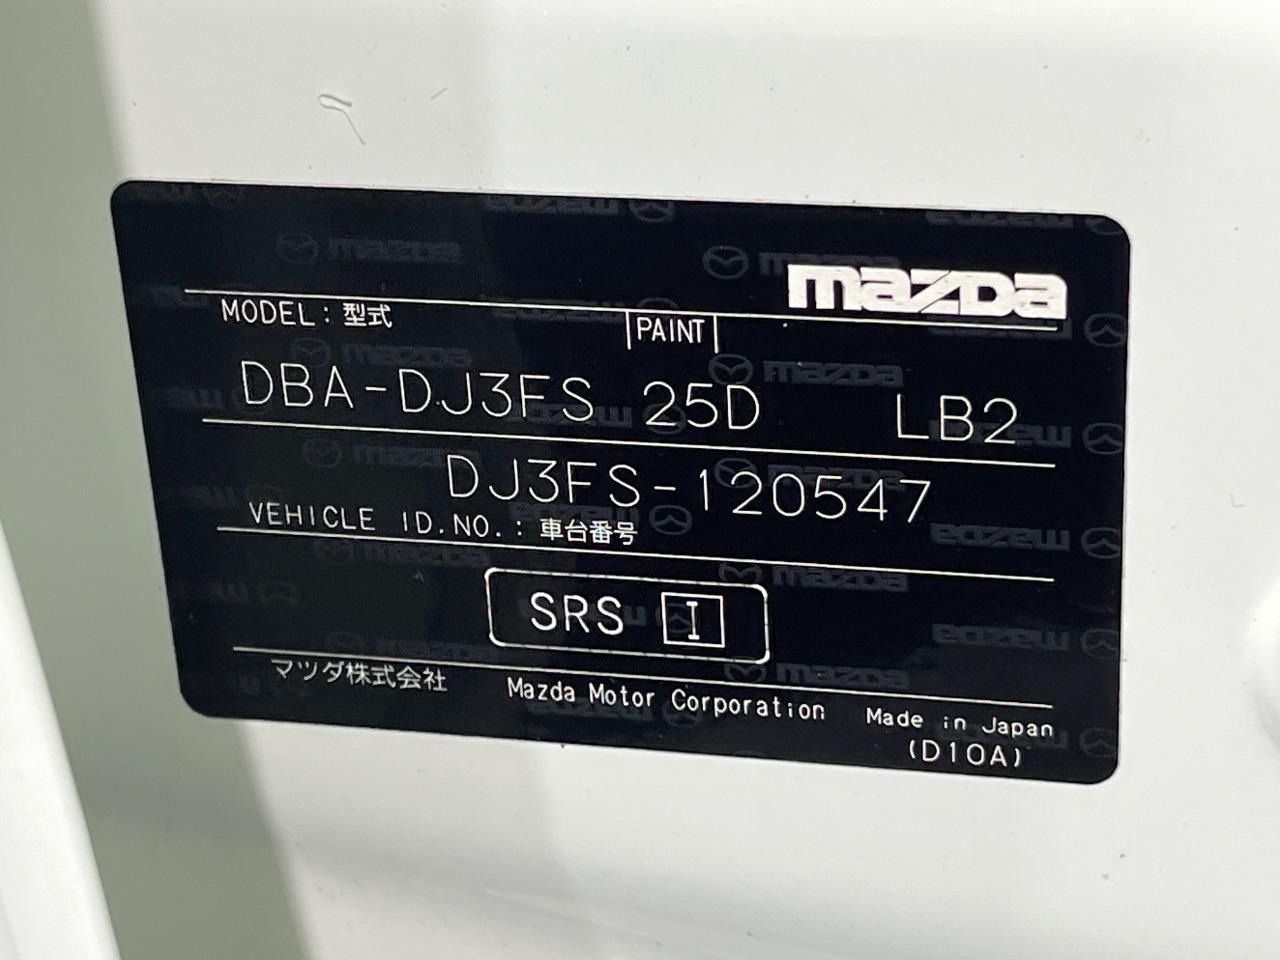 mazda
MODEL：型式 PAINT
DBA-DJ3FS 25D LB2
DJ3FS-120547
VEHICLE ID.NO.：車台番号
SRS I
マツダ株式会社 Mazda Motor Corporation Made in Japan
(D10A)